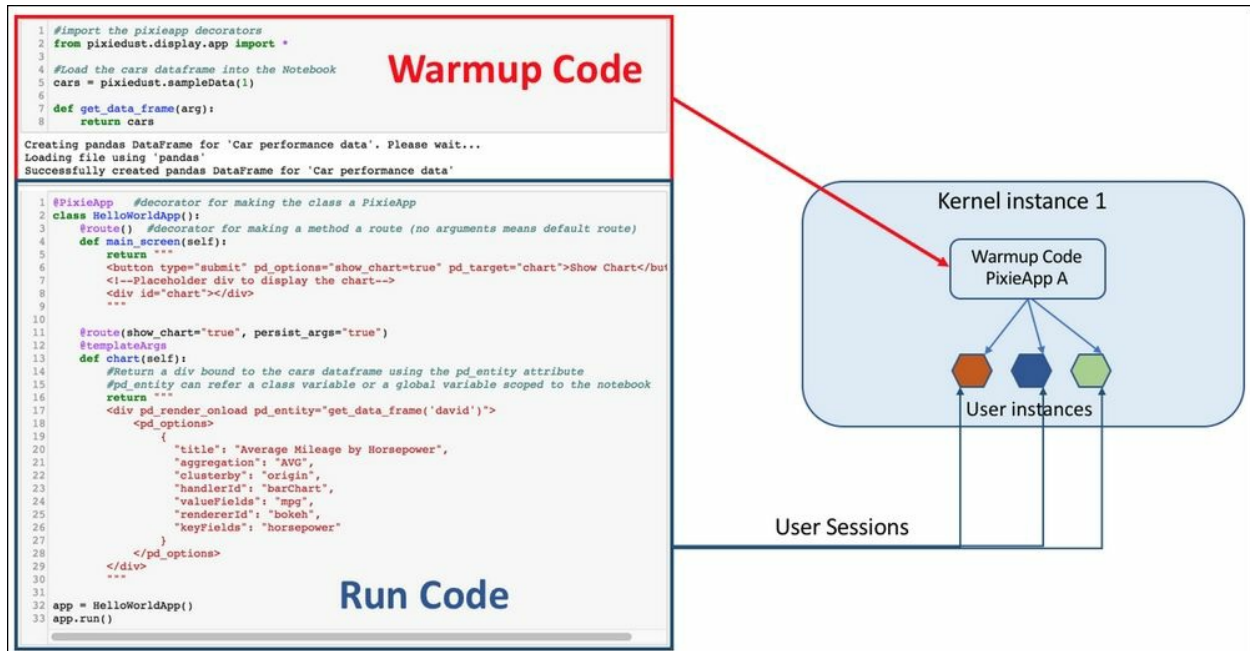 1 #import the pixieapp decorators
2 from pixiedust.display.app import *
3
4 #Load the cars dataframe into the Notebook
5 cars = pixiedust.sampleData(1)
6
7 def get_data_frame(arg):
8     return cars
Warmup Code
Creating pandas DataFrame for 'Car performance data'. Please wait...
Loading file using 'pandas'
Successfully created pandas DataFrame for 'Car performance data'
1 @PixieApp   #decorator for making the class a PixieApp
2 class HelloWorldApp():
3     @route()  #decorator for making a method a route (no arguments means default route)
4     def main_screen(self):
5         return """
6         <button type="submit" pd_options="show_chart=true" pd_target="chart">Show Chart</but
7         <!--Placeholder div to display the chart-->
8         <div id="chart"></div>
9         """
10
11     @route(show_chart="true", persist_args="true")
12     @templateArgs
13     def chart(self):
14         #Return a div bound to the cars dataframe using the pd_entity attribute
15         #pd_entity can refer a class variable or a global variable scoped to the notebook
16         return """
17         <div pd_render_onload pd_entity="get_data_frame('david')">
18             <pd_options>
19                 {
20                   "title": "Average Mileage by Horsepower",
21                   "aggregation": "AVG",
22                   "clusterby": "origin",
23                   "handlerId": "barChart",
24                   "valueFields": "mpg",
25                   "rendererId": "bokeh",
26                   "keyFields": "horsepower"
27                 }
28             </pd_options>
29         </div>
30         """
31
32 app = HelloWorldApp()
33 app.run()
Run Code
Kernel instance 1
Warmup Code
PixieApp A
User instances
User Sessions